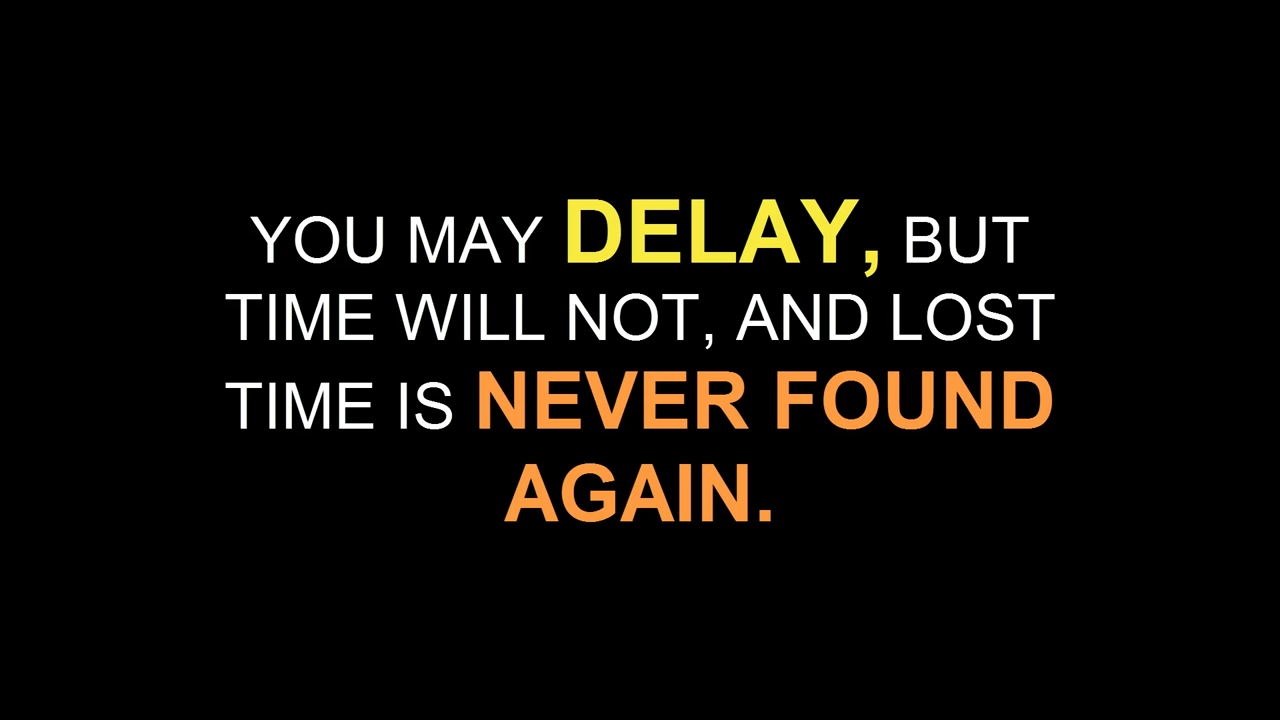 YOU MAY DELAY, BUT
TIME WILL NOT, AND LOST
TIME IS NEVER FOUND
AGAIN.